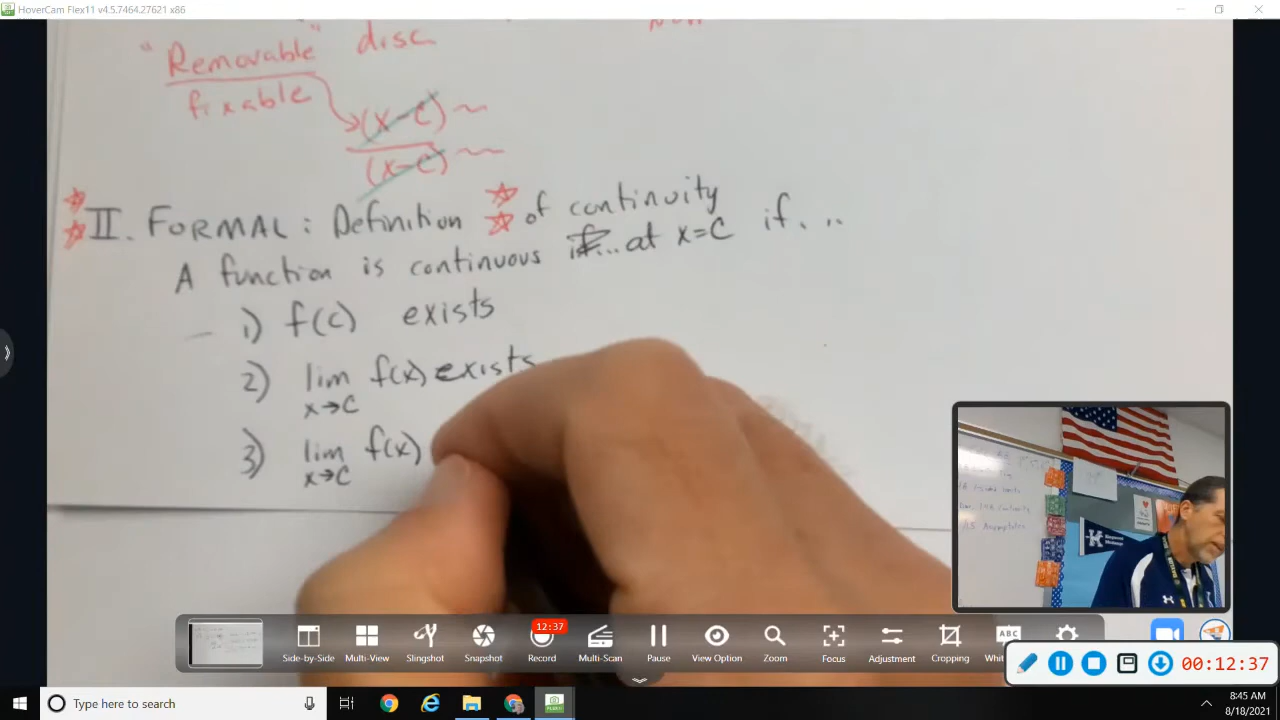 HoverCam Flex11 v4.5.7464.27621 x86
"Removable" disc
fixable
(x-c)
(x-c)
II. FORMAL: Definition of continuity
A function is continuous at x=c if...
1) f(c) exists
2) lim f(x) exists
x→c
3) lim f(x)
x→c
12:37
ABC
Side-by-Side Multi-View Slingshot Snapshot Record Multi-Scan Pause View Option Zoom Focus Adjustment Cropping Whit
00:12:37
Type here to search
8:45 AM
8/18/2021